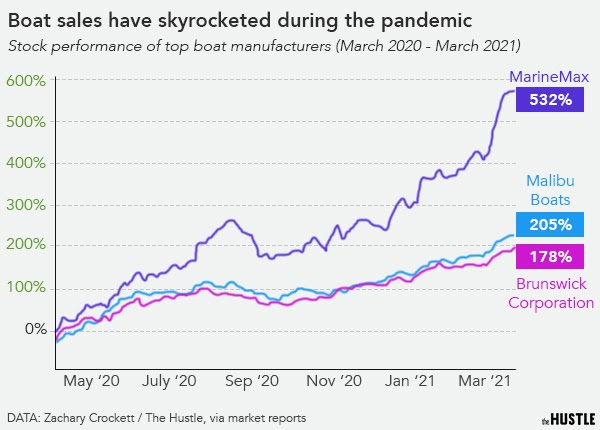 Boat sales have skyrocketed during the pandemic
Stock performance of top boat manufacturers (March 2020 - March 2021)
600%
500%
400%
300%
200%
100%
0%
MarineMax
532%
Malibu
Boats
205%
178%
Brunswick
Corporation
May ‘20
July ‘20
Sep ‘20
Nov ‘20
Jan ‘21
Mar ‘21
DATA: Zachary Crockett / The Hustle, via market reports
the HUSTLE